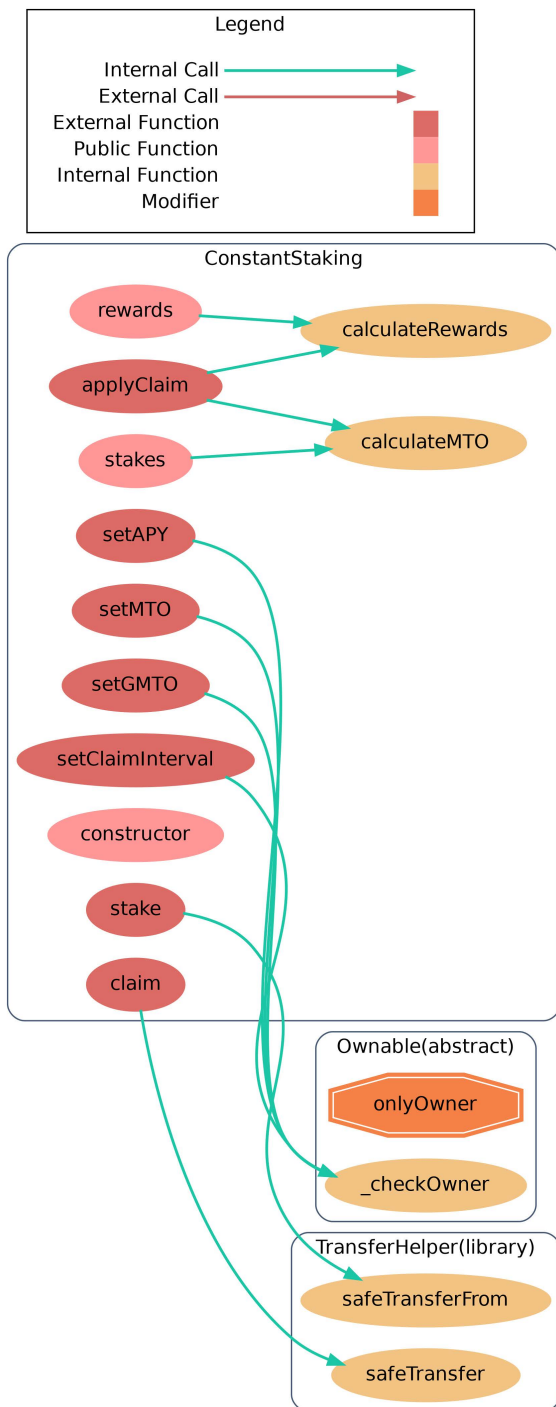 Legend
Internal Call
External Call
External Function
Public Function
Internal Function
Modifier
ConstantStaking
rewards
calculateRewards
applyClaim
calculateMTO
stakes
setAPY
setMTO
setGMTO
setClaimInterval
constructor
stake
claim
Ownable(abstract)
onlyOwner
_checkOwner
TransferHelper(library)
safeTransferFrom
safeTransfer